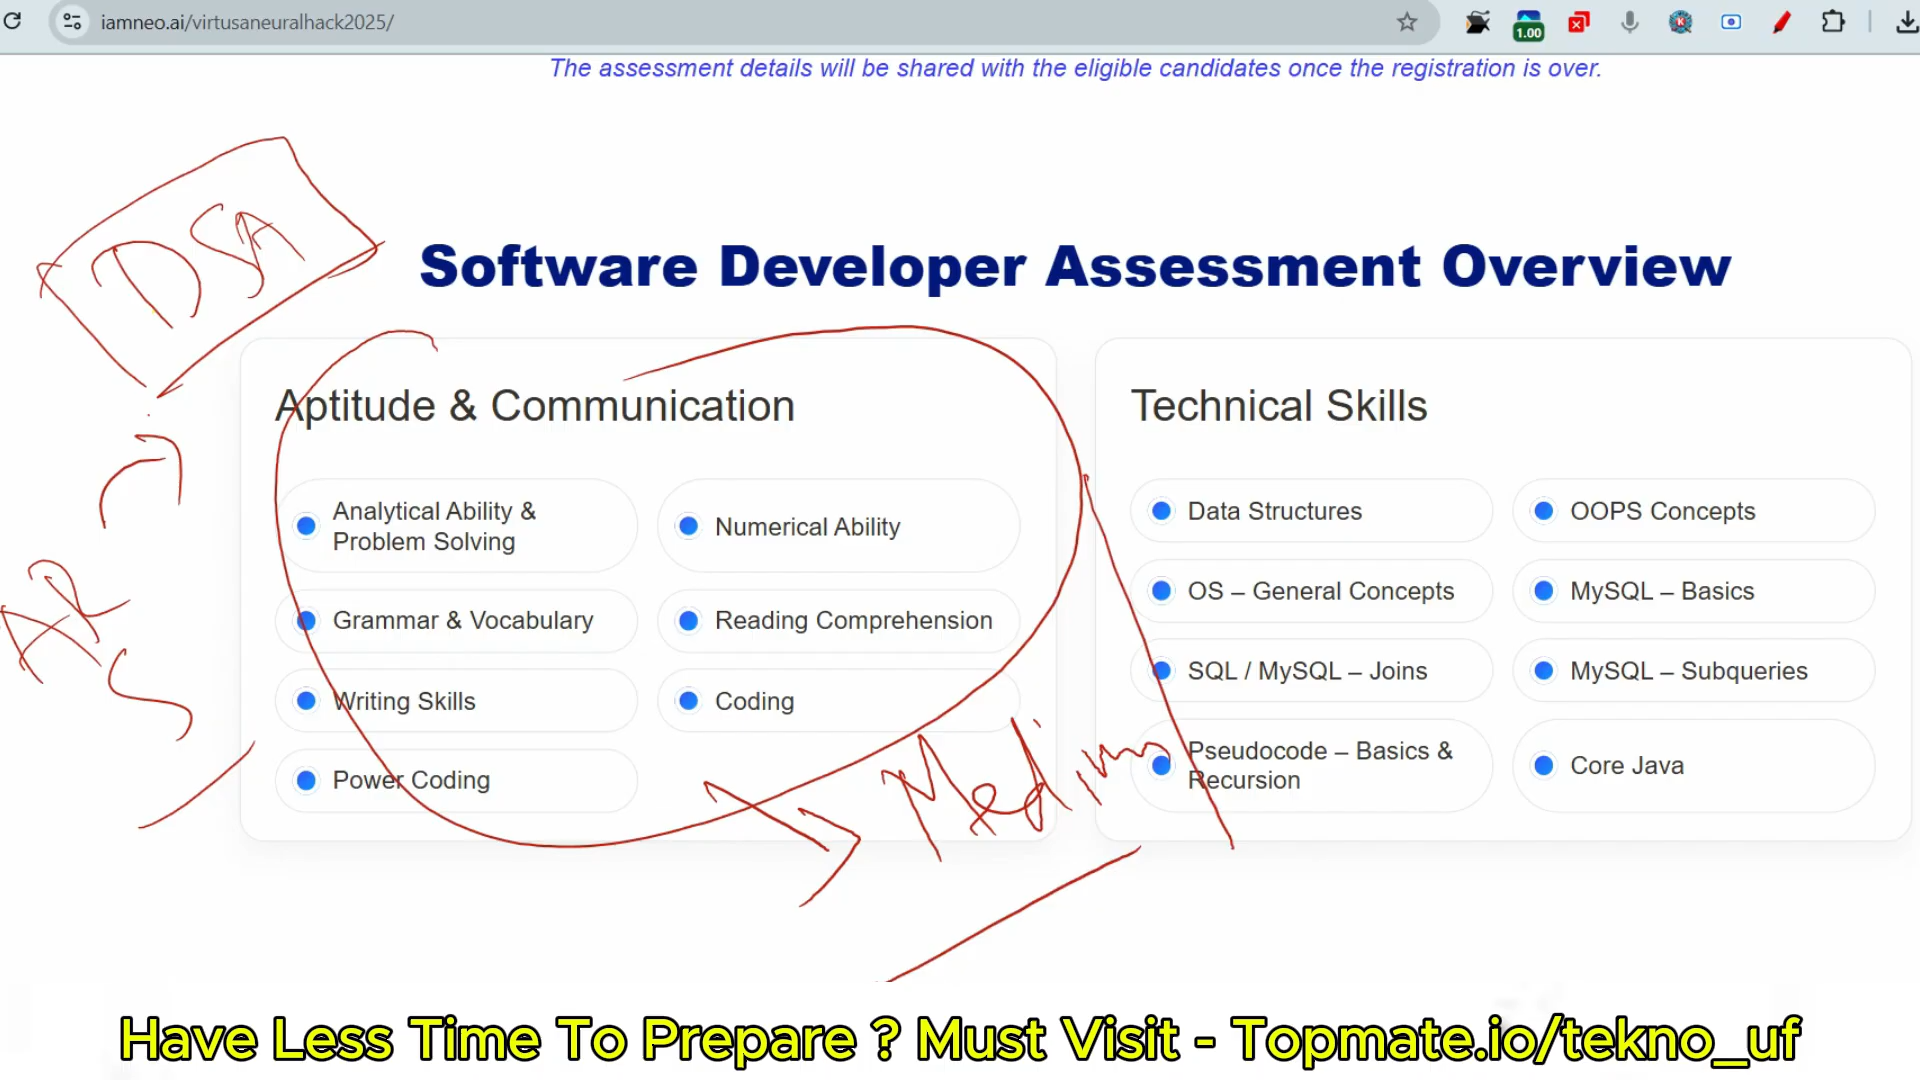 iamneo.ai/virtusaneuralhack2025/
1.00
The assessment details will be shared with the eligible candidates once the registration is over.
DSA
Software Developer Assessment Overview
Aptitude & Communication
Analytical Ability &
Problem Solving
Numerical Ability
Grammar & Vocabulary
Reading Comprehension
Writing Skills
Coding
Power Coding
Medium
Technical Skills
Data Structures
OOPS Concepts
OS – General Concepts
MySQL – Basics
SQL / MySQL – Joins
MySQL – Subqueries
Pseudocode – Basics &
Recursion
Core Java
Have Less Time To Prepare ? Must Visit - Topmate.io/tekno_uf